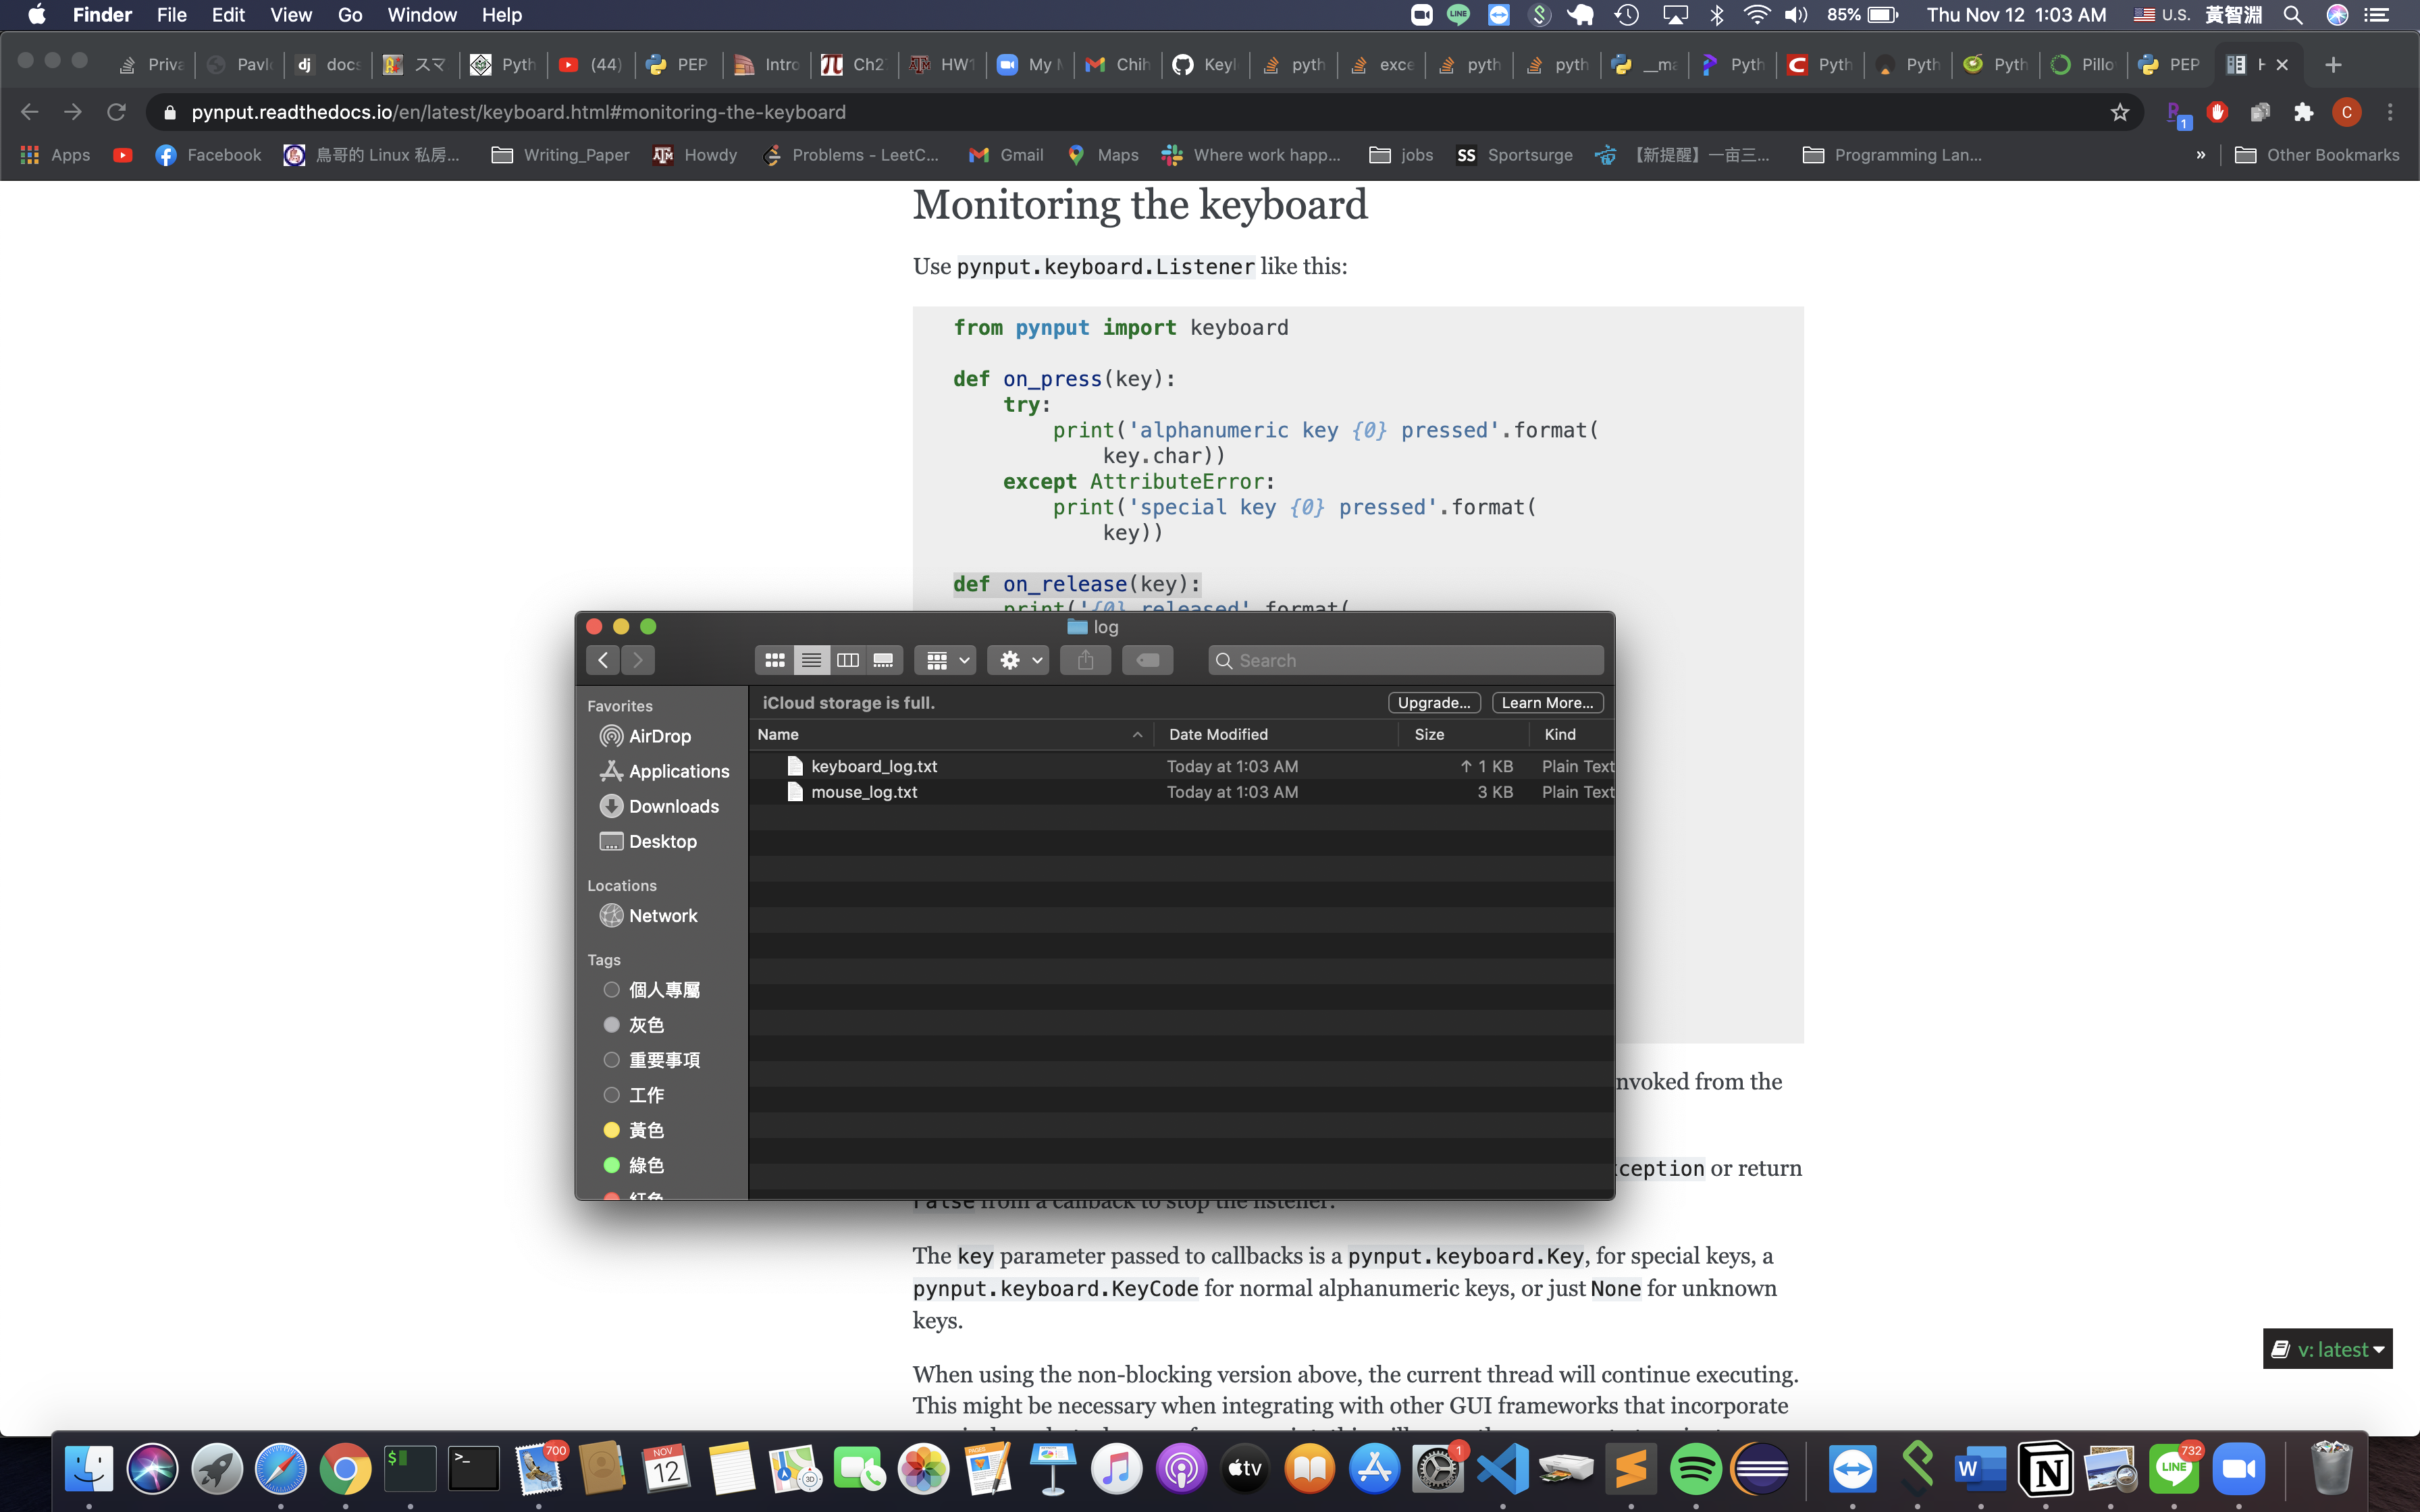 Finder File Edit View Go Window Help
85% Thu Nov 12 1:03 AM U.S. 黃智淵
Priva Pavl docs スマ Pyth (44) PEP Intro Ch2 HW1 My Chih Keyl pyth exce pyth pyth __ma Pyth Pyth Pyth Pyth Pillo PEP
pynput.readthedocs.io/en/latest/keyboard.html#monitoring-the-keyboard
Apps Facebook 鳥哥的 Linux 私房... Writing_Paper Howdy Problems - LeetC... Gmail Maps Where work happ... jobs Sportsurge 【新提醒】一亩三... Programming Lan... » Other Bookmarks
Monitoring the keyboard
Use pynput.keyboard.Listener like this:
from pynput import keyboard
def on_press(key):
try:
print('alphanumeric key {0} pressed'.format(
key.char))
except AttributeError:
print('special key {0} pressed'.format(
key))
def on_release(key):
print('{0} released'.format(
log
Search
Favorites
AirDrop
Applications
Downloads
Desktop
Locations
Network
Tags
個人專屬
灰色
重要事項
工作
黃色
綠色
紅色
iCloud storage is full. Upgrade... Learn More...
Name Date Modified Size Kind
keyboard_log.txt Today at 1:03 AM ↑ 1 KB Plain Text
mouse_log.txt Today at 1:03 AM 3 KB Plain Text
nvoked from the
ception or return
False from a callback to stop the listener.
The key parameter passed to callbacks is a pynput.keyboard.Key, for special keys, a
pynput.keyboard.KeyCode for normal alphanumeric keys, or just None for unknown
keys.
When using the non-blocking version above, the current thread will continue executing.
This might be necessary when integrating with other GUI frameworks that incorporate
v: latest
700
NOV
12
1
732